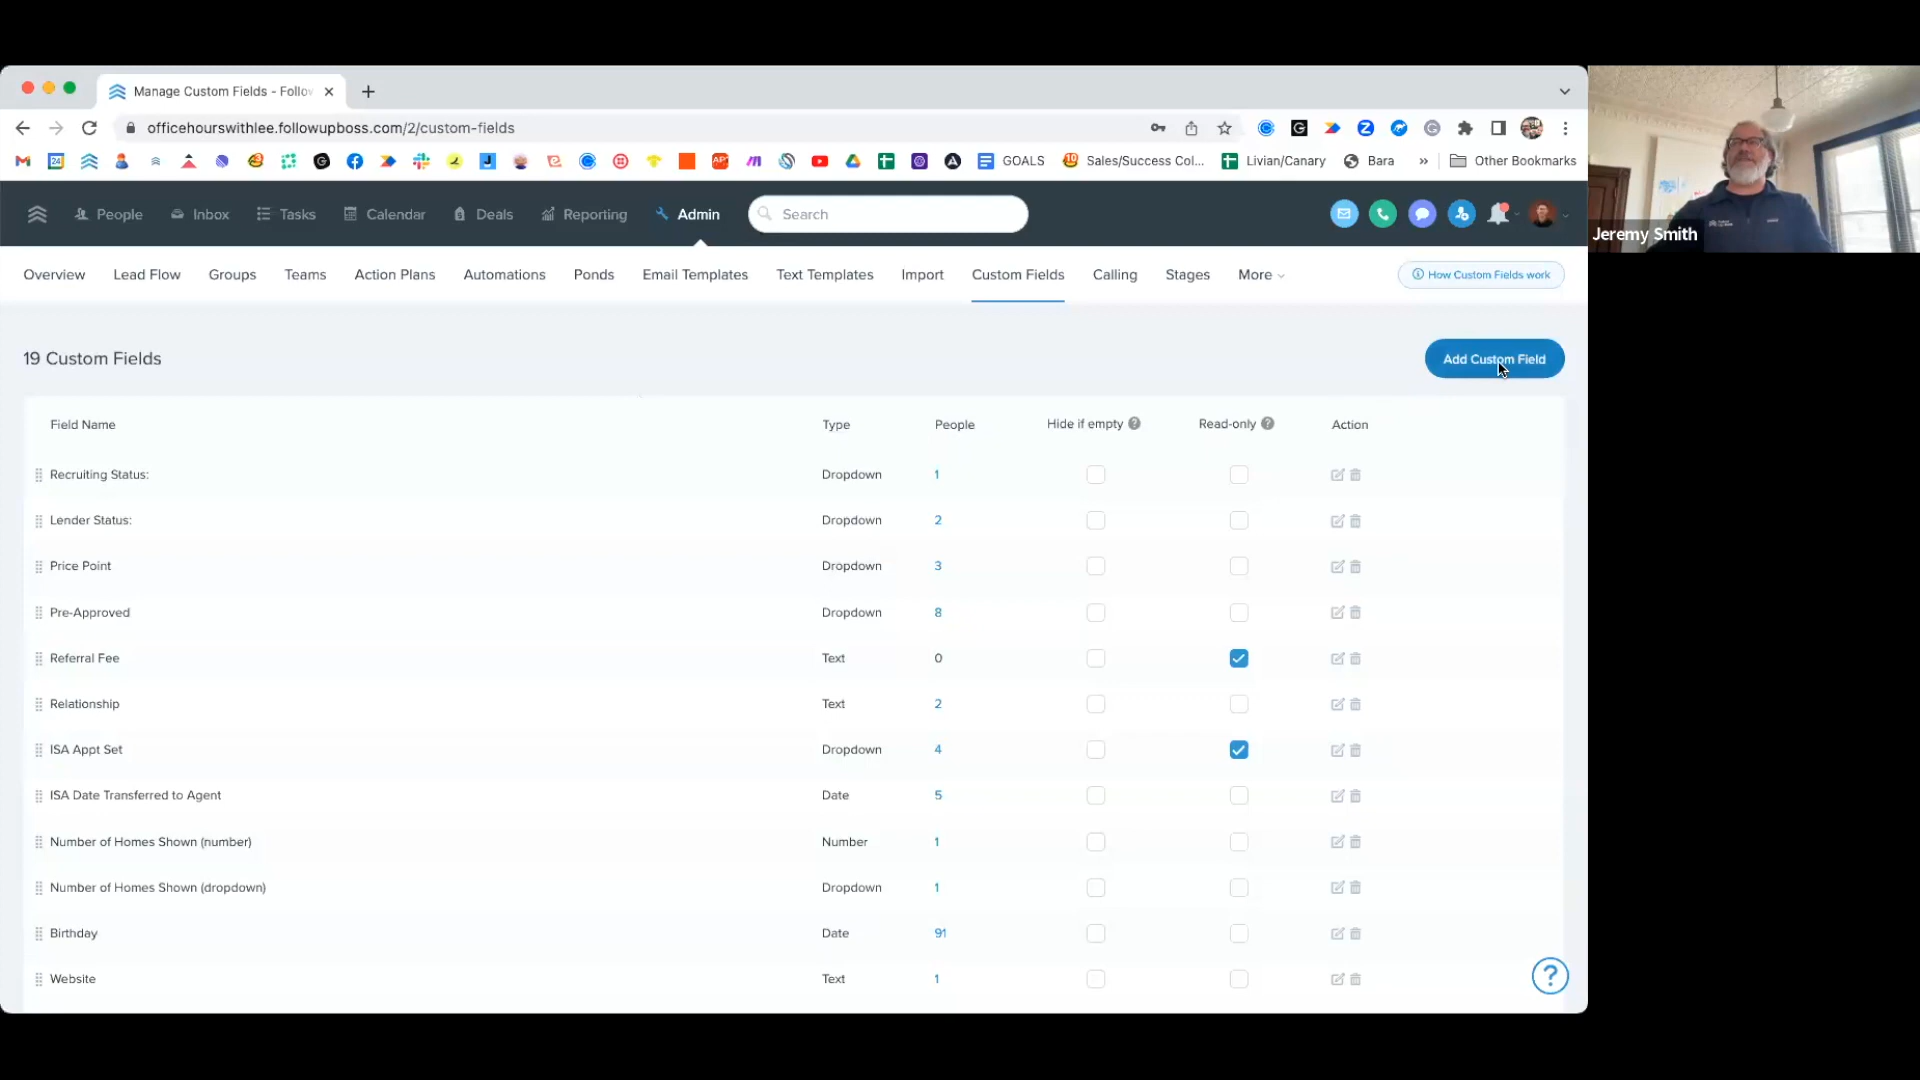 Manage Custom Fields - Follov
officehourswithlee.followupboss.com/2/custom-fields
GOALS Sales/Success Col... Livian/Canary Bara » Other Bookmarks
People Inbox Tasks Calendar Deals Reporting Admin Search
Overview Lead Flow Groups Teams Action Plans Automations Ponds Email Templates Text Templates Import Custom Fields Calling Stages More How Custom Fields work
19 Custom Fields Add Custom Field
Field Name Type People Hide if empty ? Read-only ? Action
Recruiting Status: Dropdown 1
Lender Status: Dropdown 2
Price Point Dropdown 3
Pre-Approved Dropdown 8
Referral Fee Text 0
Relationship Text 2
ISA Appt Set Dropdown 4
ISA Date Transferred to Agent Date 5
Number of Homes Shown (number) Number 1
Number of Homes Shown (dropdown) Dropdown 1
Birthday Date 91
Website Text 1
?
Jeremy Smith